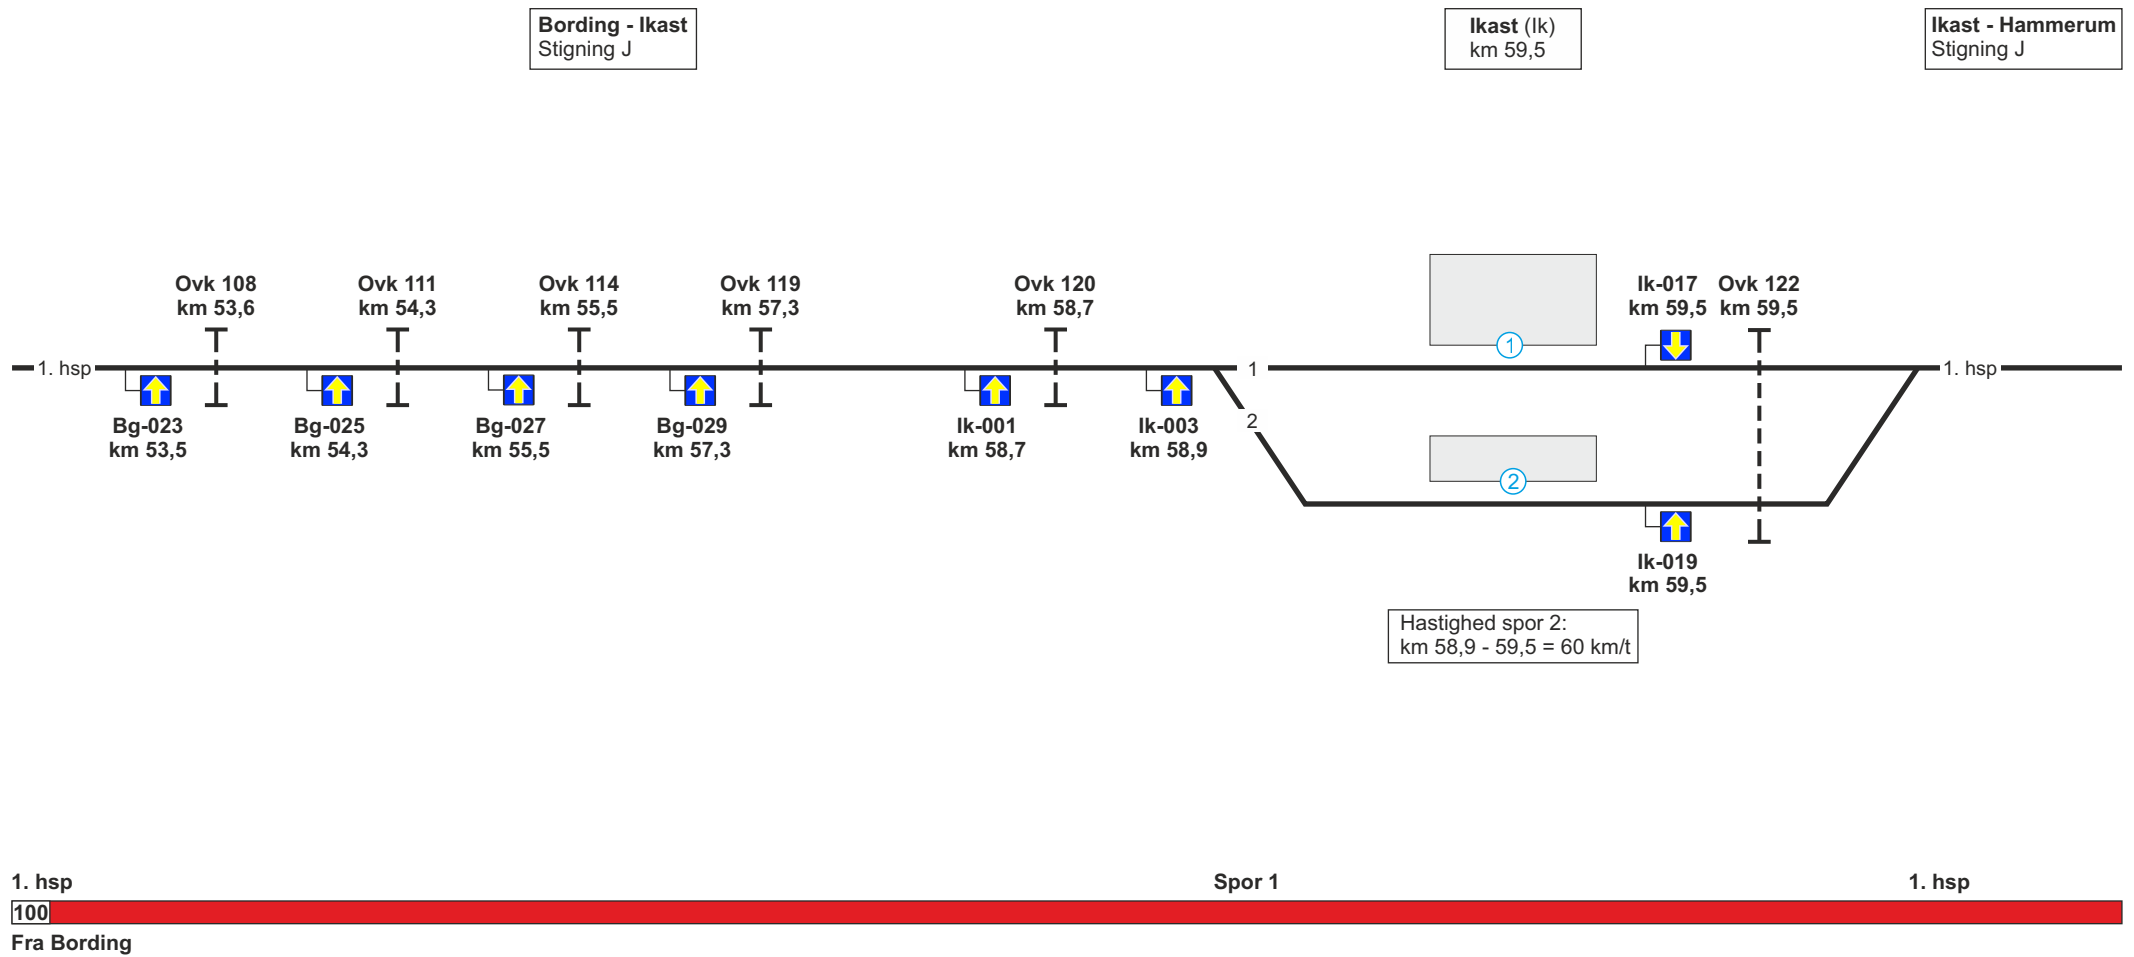 Bording - Ikast
Stigning J
Ikast (Ik)
km 59,5
Ikast - Hammerum
Stigning J
Ovk 108
km 53,6
Ovk 111
km 54,3
Ovk 114
km 55,5
Ovk 119
km 57,3
Ovk 120
km 58,7
Ik-017
km 59,5
Ovk 122
km 59,5
1
1. hsp
1
1. hsp
Bg-023
km 53,5
Bg-025
km 54,3
Bg-027
km 55,5
Bg-029
km 57,3
Ik-001
km 58,7
Ik-003
km 58,9
2
2
Ik-019
km 59,5
Hastighed spor 2:
km 58,9 - 59,5 = 60 km/t
1. hsp
Spor 1
1. hsp
100
Fra Bording